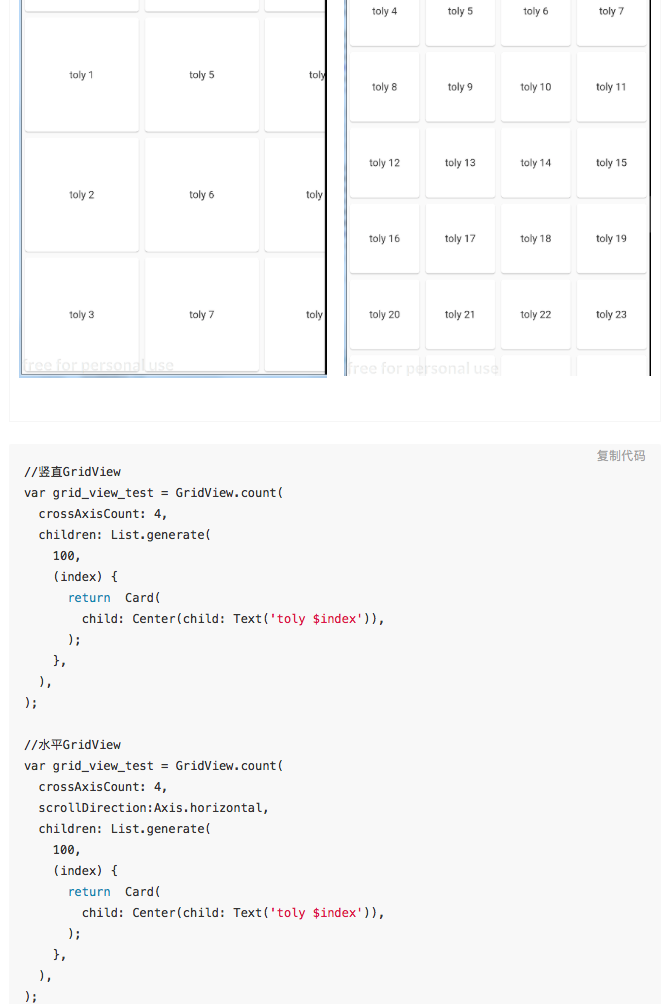 toly 1 toly 5 toly
toly 2 toly 6 toly
toly 3 toly 7 toly
free for personal use
toly 4 toly 5 toly 6 toly 7
toly 8 toly 9 toly 10 toly 11
toly 12 toly 13 toly 14 toly 15
toly 16 toly 17 toly 18 toly 19
toly 20 toly 21 toly 22 toly 23
free for personal use
复制代码
//竖直GridView
var grid_view_test = GridView.count(
  crossAxisCount: 4,
  children: List.generate(
    100,
    (index) {
      return  Card(
        child: Center(child: Text('toly $index')),
      );
    },
  ),
);
//水平GridView
var grid_view_test = GridView.count(
  crossAxisCount: 4,
  scrollDirection:Axis.horizontal,
  children: List.generate(
    100,
    (index) {
      return  Card(
        child: Center(child: Text('toly $index')),
      );
    },
  ),
);